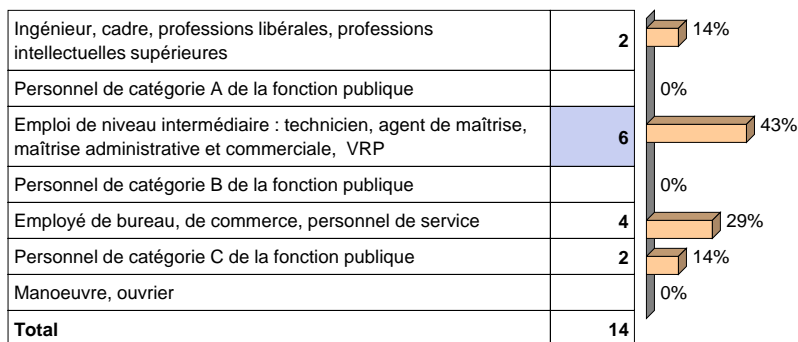 Ingénieur, cadre, professions libérales, professions
intellectuelles supérieures 2 14%
Personnel de catégorie A de la fonction publique 0%
Emploi de niveau intermédiaire : technicien, agent de maîtrise,
maîtrise administrative et commerciale, VRP 6 43%
Personnel de catégorie B de la fonction publique 0%
Employé de bureau, de commerce, personnel de service 4 29%
Personnel de catégorie C de la fonction publique 2 14%
Manoeuvre, ouvrier 0%
Total 14